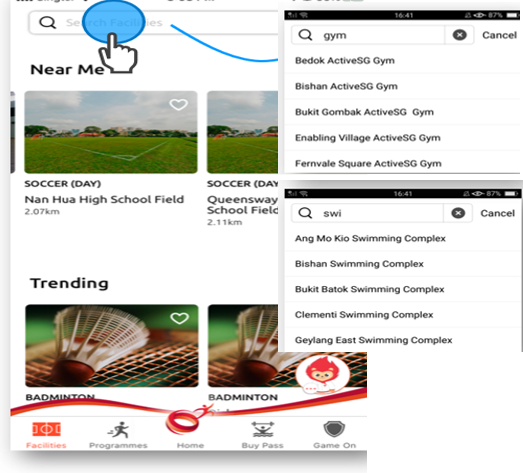 Search Facilities
Near Me
SOCCER (DAY)
Nan Hua High School Field
2.07km
SOCCER (DAY
Queensway
School Field
2.11km
Trending
BADMINTON
BADMINTON
Facilities
Programmes
Home
Buy Pass
Game On
16:41
87%
gym
Cancel
Bedok ActiveSG Gym
Bishan ActiveSG Gym
Bukit Gombak ActiveSG Gym
Enabling Village ActiveSG Gym
Fernvale Square ActiveSG Gym
16:41
87%
swi
Cancel
Ang Mo Kio Swimming Complex
Bishan Swimming Complex
Bukit Batok Swimming Complex
Clementi Swimming Complex
Geylang East Swimming Complex